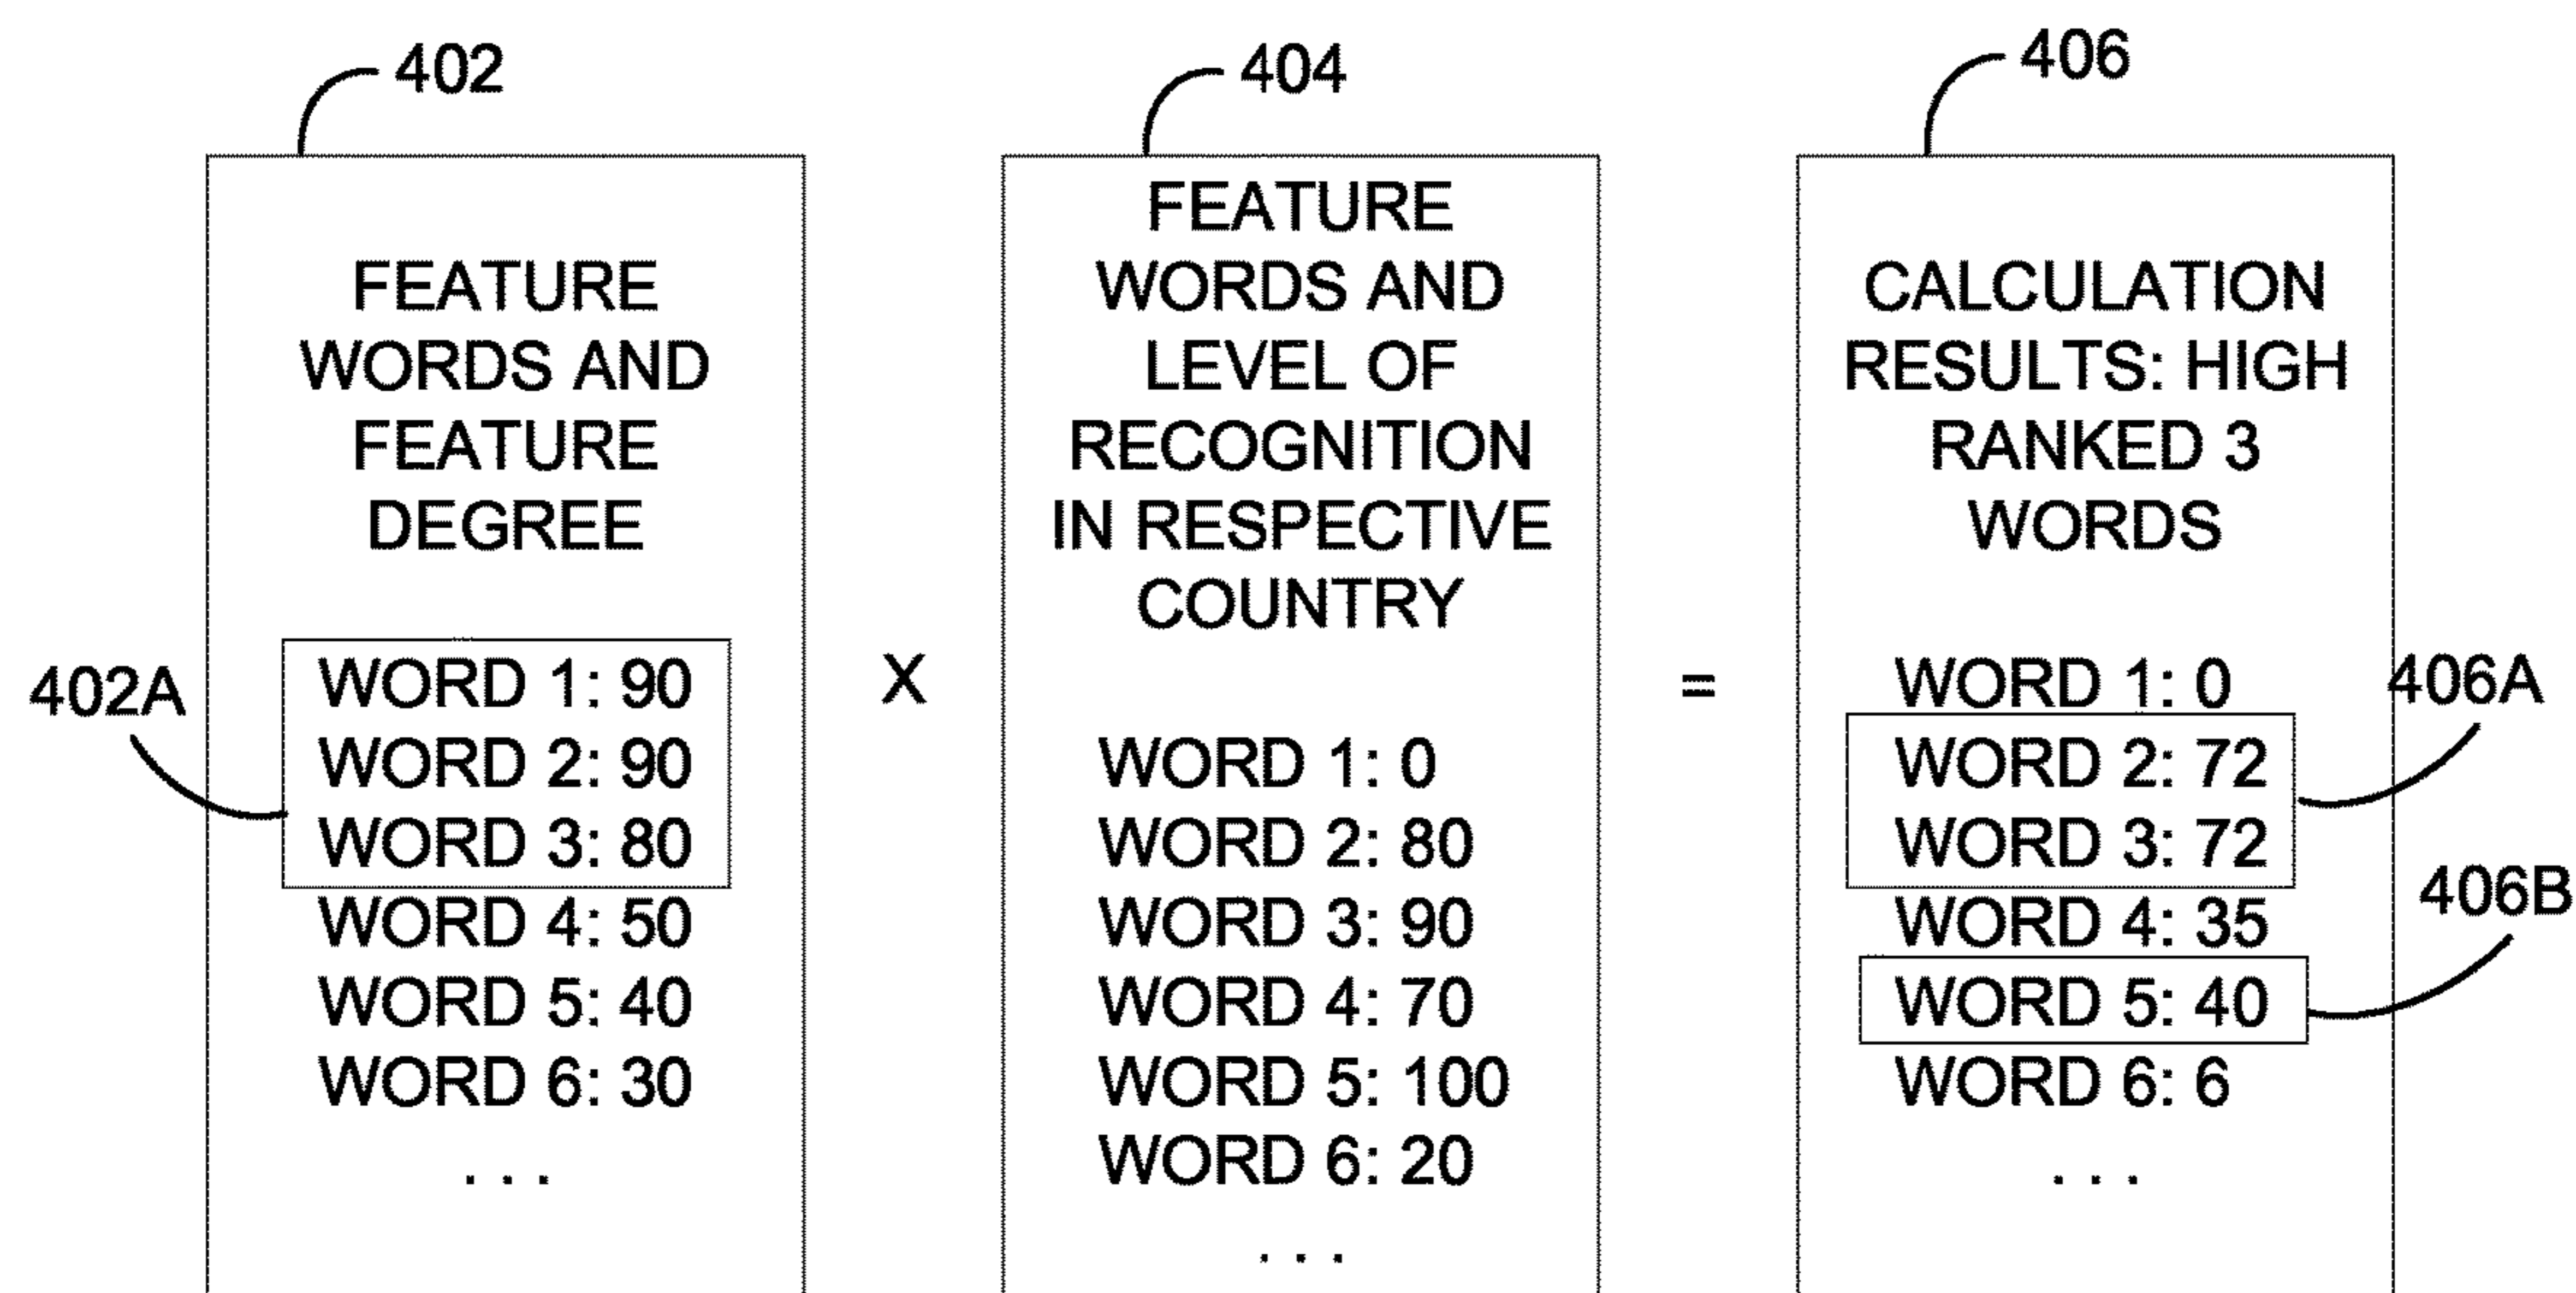 402
404
406
FEATURE
WORDS AND
FEATURE
DEGREE
402A
WORD 1: 90
WORD 2: 90
WORD 3: 80
WORD 4: 50
WORD 5: 40
WORD 6: 30
. . .
X
FEATURE
WORDS AND
LEVEL OF
RECOGNITION
IN RESPECTIVE
COUNTRY
WORD 1: 0
WORD 2: 80
WORD 3: 90
WORD 4: 70
WORD 5: 100
WORD 6: 20
. . .
=
CALCULATION
RESULTS: HIGH
RANKED 3
WORDS
WORD 1: 0
WORD 2: 72
WORD 3: 72
WORD 4: 35
WORD 5: 40
WORD 6: 6
. . .
406A
406B